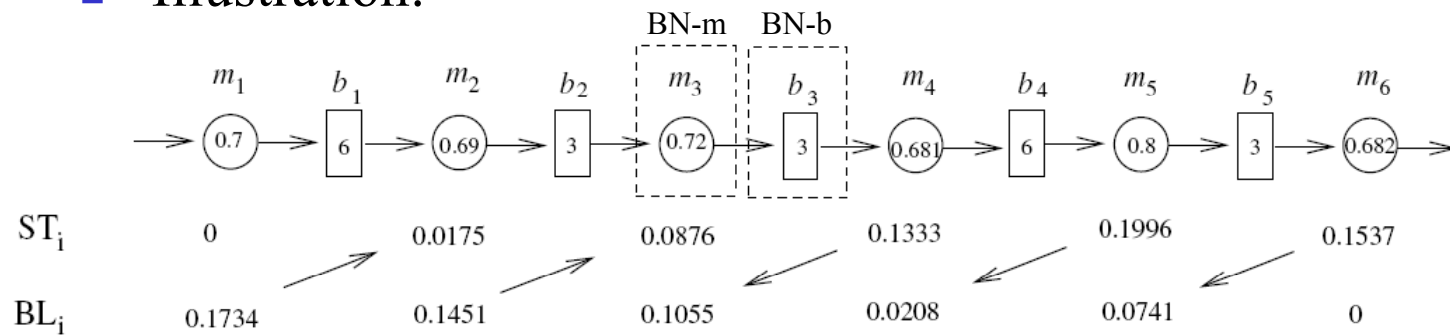 Illustration:
BN-m BN-b
m1 b1 m2 b2 m3 b3 m4 b4 m5 b5 m6
0.7 6 0.69 3 0.72 3 0.681 6 0.8 3 0.682
STi 0 0.0175 0.0876 0.1333 0.1996 0.1537
BLi 0.1734 0.1451 0.1055 0.0208 0.0741 0